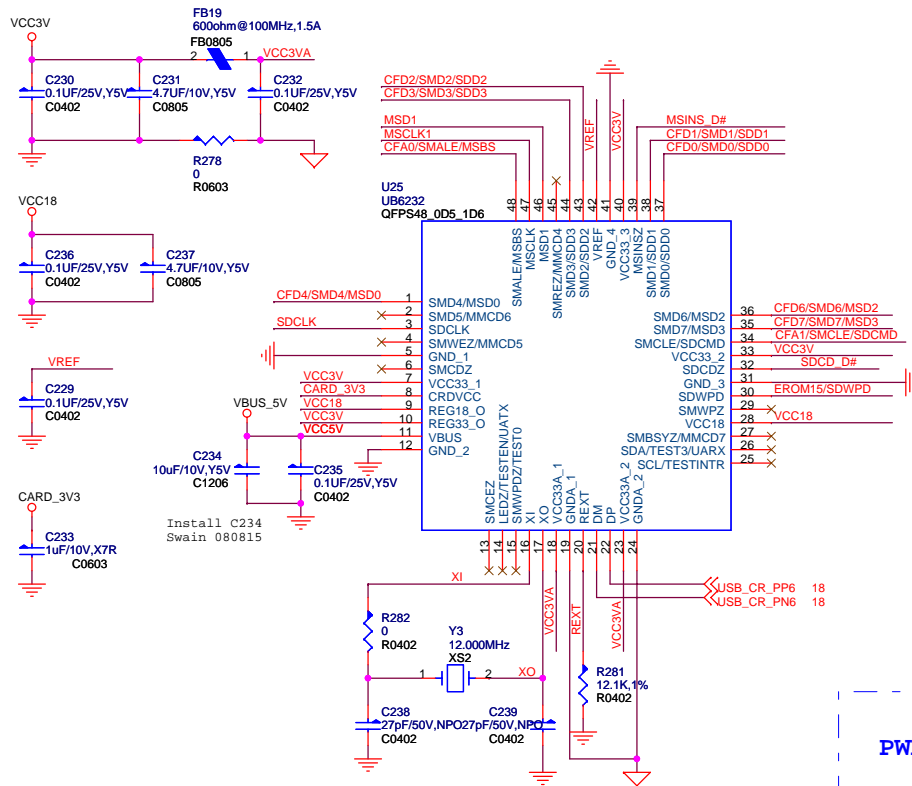 FB19
600ohm@100MHz,1.5A
FB0805
VCC3V
2
1
VCC3VA
C230
0.1UF/25V,Y5V
C0402
C231
4.7UF/10V,Y5V
C0805
C232
0.1UF/25V,Y5V
C0402
R278
0
R0603
VCC18
C236
0.1UF/25V,Y5V
C0402
C237
4.7UF/10V,Y5V
C0805
VREF
C229
0.1UF/25V,Y5V
C0402
CARD_3V3
C233
1uF/10V,X7R
C0603
CFD2/SMD2/SDD2
CFD3/SMD3/SDD3
MSD1
MSCLK1
CFA0/SMALE/MSBS
VREF
VCC3V
MSINS_D#
CFD1/SMD1/SDD1
CFD0/SMD0/SDD0
U25
UB6232
QFPS48_0D5_1D6
48
47
46
45
44
43
42
41
40
39
38
37
SMALE/MSBS
MSCLK
MSD1
SMREZ/MMCD4
SMD3/SDD3
SMD2/SDD2
VREF
GND_4
VCC33_3
MSINSZ
SMD1/SDD1
SMD0/SDD0
CFD4/SMD4/MSD0
SDCLK
VCC3V
CARD_3V3
VCC18
VCC3V
VCC5V
1
2
3
4
5
6
7
8
9
10
11
12
SMD4/MSD0
SMD5/MMCD6
SDCLK
SMWEZ/MMCD5
GND_1
SMCDZ
VCC33_1
CRDVCC
REG18_O
REG33_O
VBUS
GND_2
SMD6/MSD2
SMD7/MSD3
SMCLE/SDCMD
VCC33_2
SDCDZ
GND_3
SDWPD
SMWPZ
VCC18
SMBSYZ/MMCD7
SDA/TEST3/UARX
SCL/TESTINTR
36
35
34
33
32
31
30
29
28
27
26
25
CFD6/SMD6/MSD2
CFD7/SMD7/MSD3
CFA1/SMCLE/SDCMD
VCC3V
SDCD_D#
EROM15/SDWPD
VCC18
VBUS_5V
C234
10uF/10V,Y5V
C1206
C235
0.1UF/25V,Y5V
C0402
Install C234
Swain 080815
SMCEZ
LEDZ/TESTEN/UATX
SMWPDZ/TEST0
XI
XO
VCC33A_1
GNDA_1
REXT
DM
DP
VCC33A_2
GNDA_2
13
14
15
16
17
18
19
20
21
22
23
24
XI
VCC3VA
REXT
VCC3VA
USB_CR_PP6 18
USB_CR_PN6 18
R282
0
R0402
Y3
12.000MHz
XS2
1
2
XO
R281
12.1K,1%
R0402
C238
27pF/50V,NPO
C0402
C239
27pF/50V,NPO
C0402